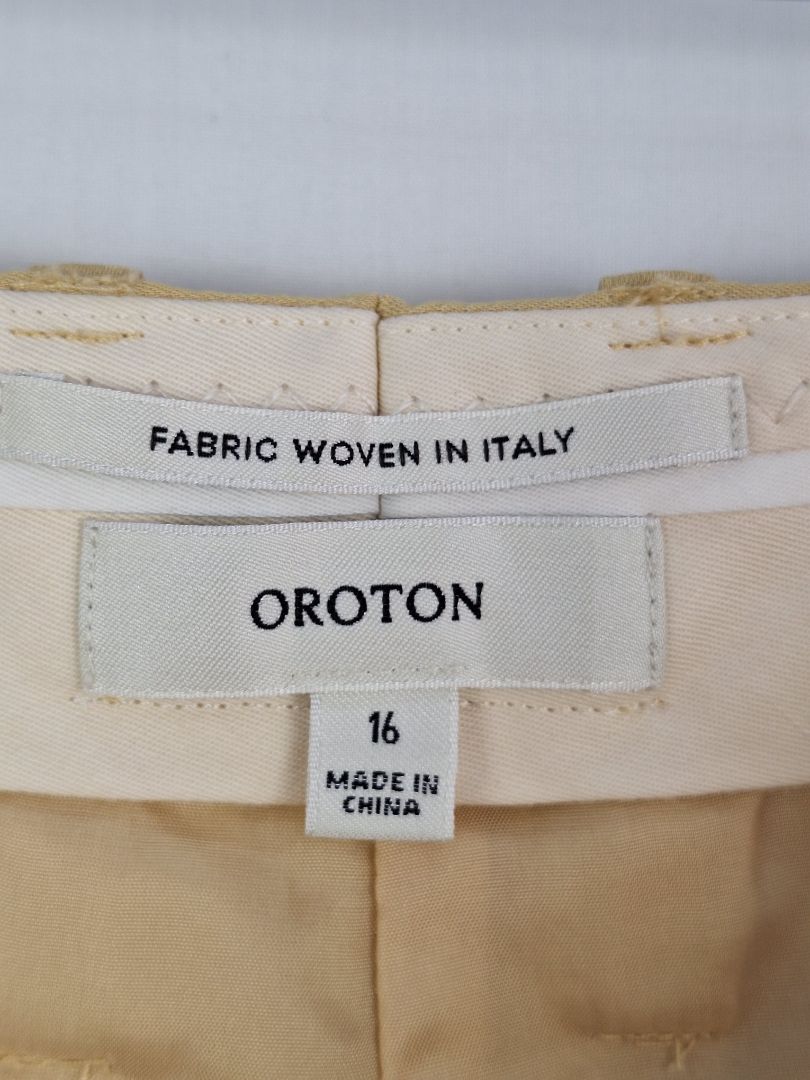 FABRIC WOVEN IN ITALY
OROTON
16
MADE IN
CHINA